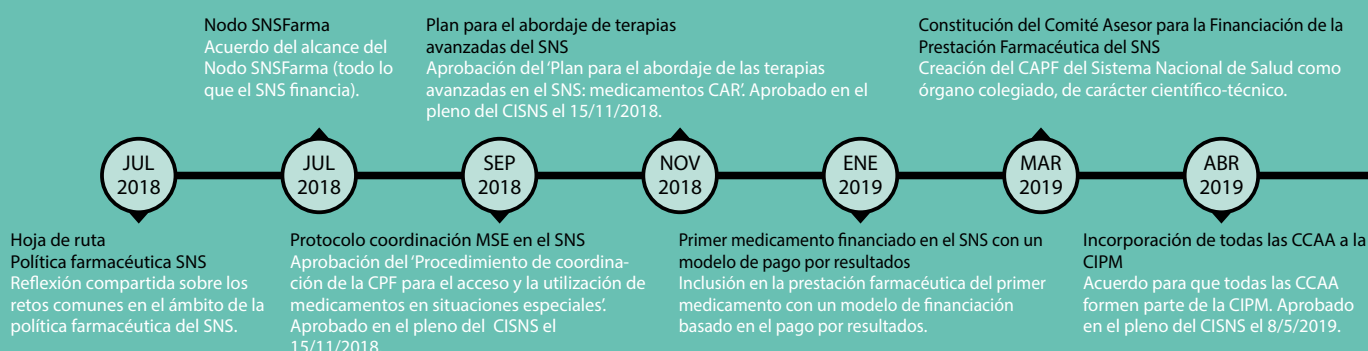 Nodo SNSFarma
Acuerdo del alcance del
Nodo SNSFarma (todo lo
que el SNS financia).
Plan para el abordaje de terapias
avanzadas del SNS
Aprobación del ‘Plan para el abordaje de las terapias
avanzadas en el SNS: medicamentos CAR’. Aprobado en el
pleno del CISNS el 15/11/2018.
Constitución del Comité Asesor para la Financiación de la
Prestación Farmacéutica del SNS
Creación del CAPF del Sistema Nacional de Salud como
órgano colegiado, de carácter científico-técnico.
JUL
2018
JUL
2018
SEP
2018
NOV
2018
ENE
2019
MAR
2019
ABR
2019
Hoja de ruta
Política farmacéutica SNS
Reflexión compartida sobre los
retos comunes en el ámbito de la
política farmacéutica del SNS.
Protocolo coordinación MSE en el SNS
Aprobación del ‘Procedimiento de coordina-
ción de la CPF para el acceso y la utilización de
medicamentos en situaciones especiales’.
Aprobado en el pleno del CISNS el
15/11/2018
Primer medicamento financiado en el SNS con un
modelo de pago por resultados
Inclusión en la prestación farmacéutica del primer
medicamento con un modelo de financiación
basado en el pago por resultados.
Incorporación de todas las CCAA a la
CIPM
Acuerdo para que todas las CCAA
formen parte de la CIPM. Aprobado
en el pleno del CISNS el 8/5/2019.